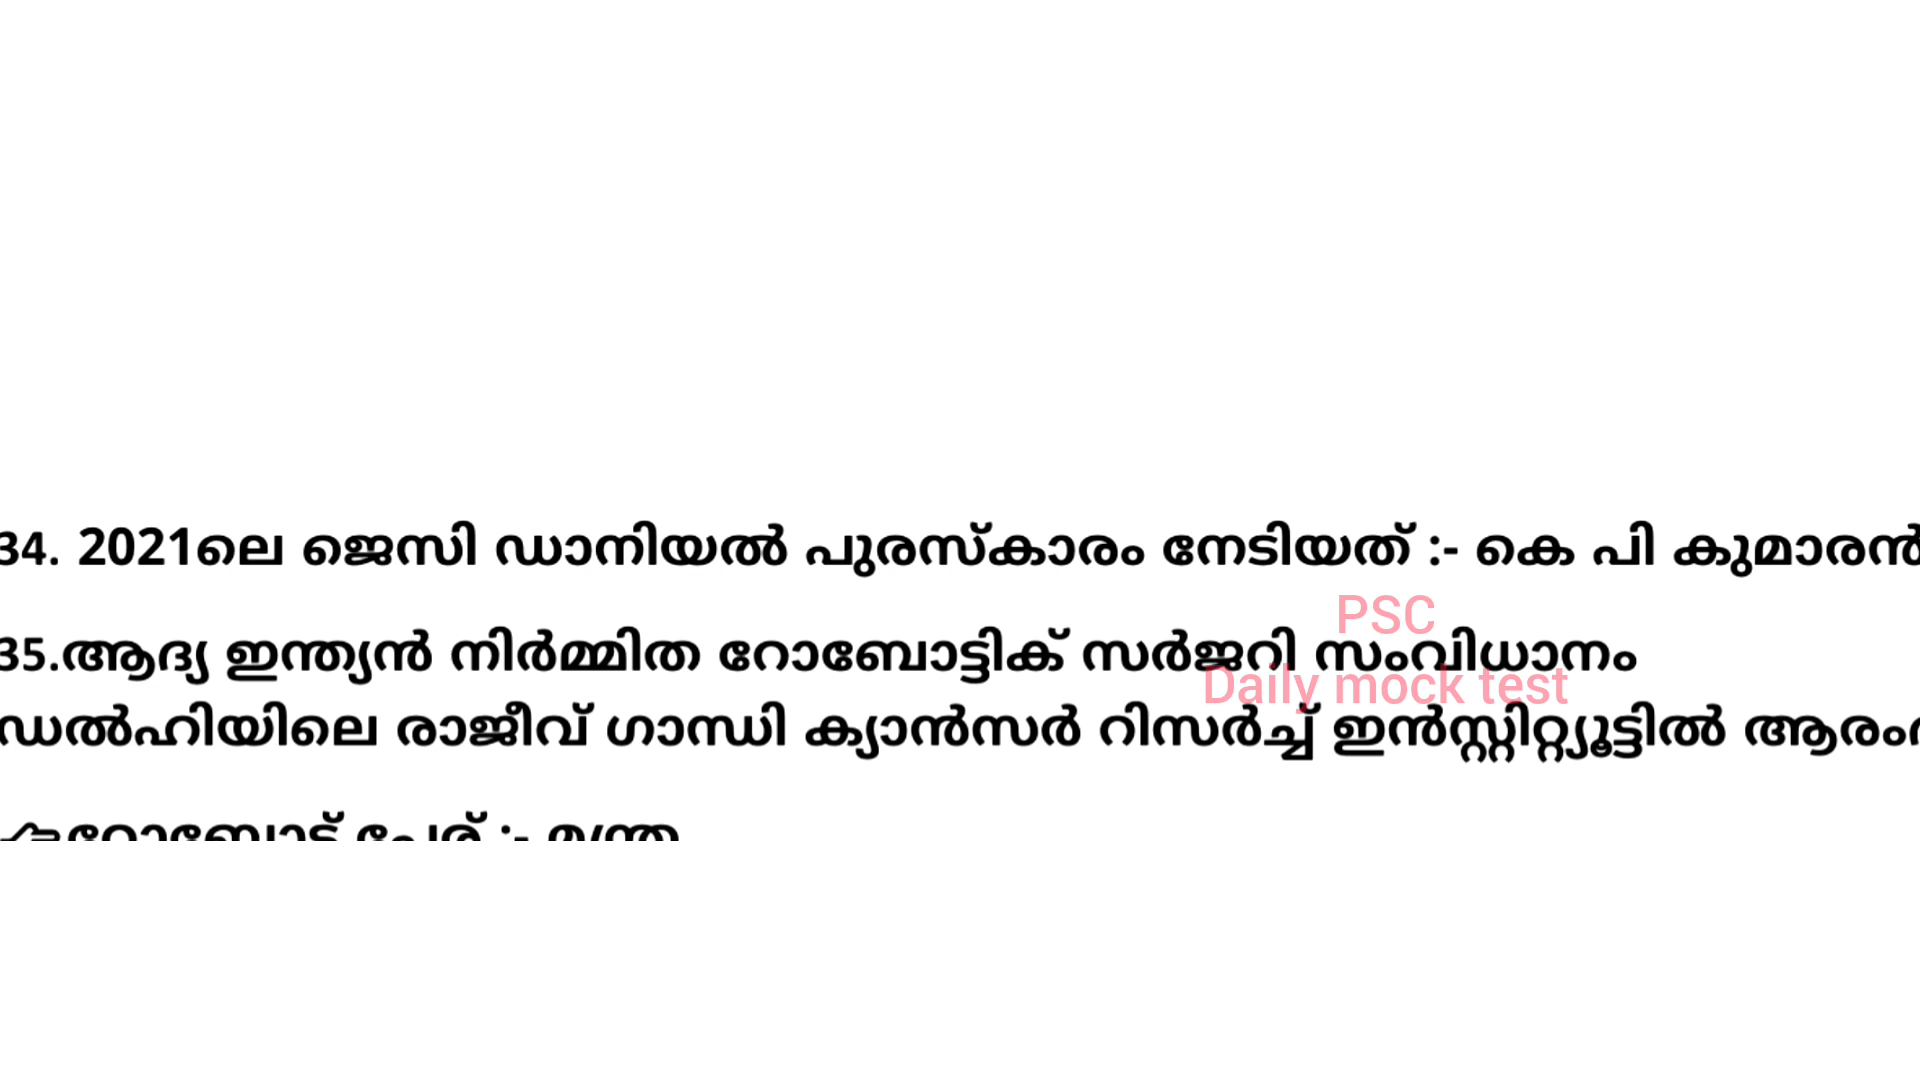 34. 2021ലെ ജെസി ഡാനിയൽ പുരസ്കാരം നേടിയത് :- കെ പി കുമാരൻ
PSC
35.ആദ്യ ഇന്ത്യൻ നിർമ്മിത റോബോട്ടിക് സർജറി സംവിധാനം
Daily mock test
ഡൽഹിയിലെ രാജീവ് ഗാന്ധി ക്യാൻസർ റിസർച്ച് ഇൻസ്റ്റിറ്റ്യൂട്ടിൽ
റോബോട്ട് പേര് :-